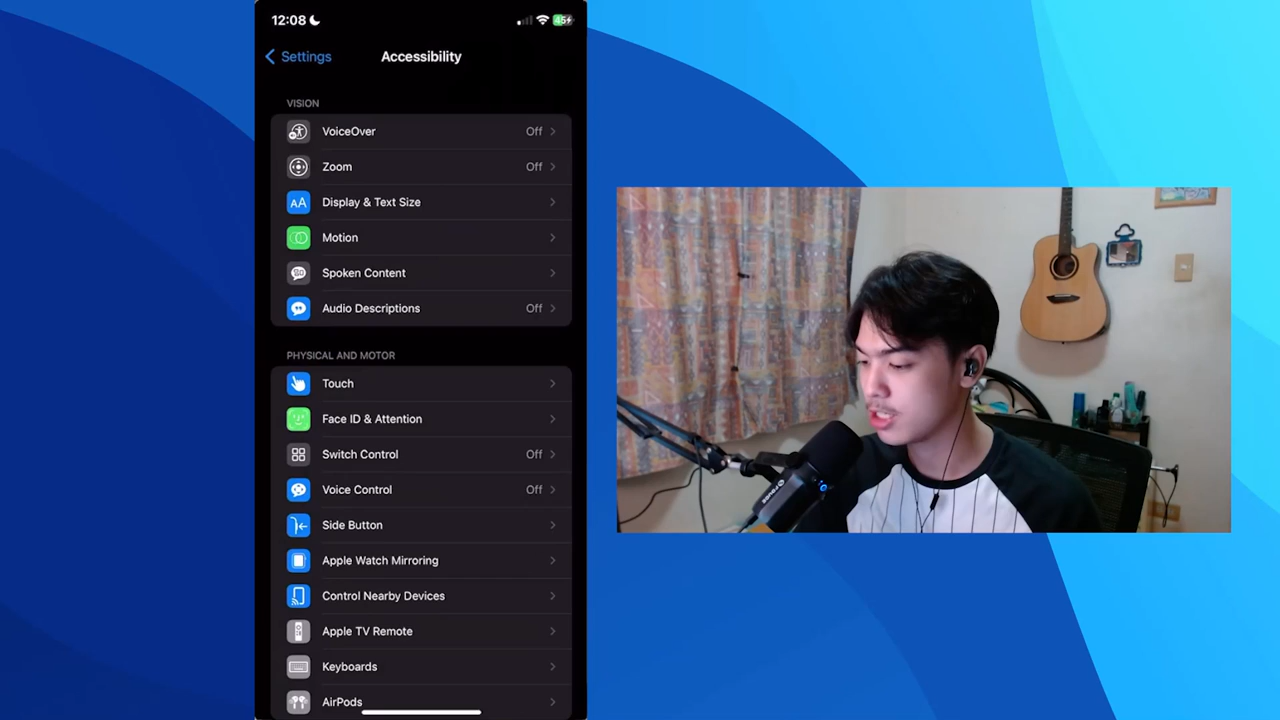 12:08
45
Settings
Accessibility
VISION
VoiceOver Off
Zoom Off
Display & Text Size
Motion
Spoken Content
Audio Descriptions Off
PHYSICAL AND MOTOR
Touch
Face ID & Attention
Switch Control Off
Voice Control Off
Side Button
Apple Watch Mirroring
Control Nearby Devices
Apple TV Remote
Keyboards
AirPods